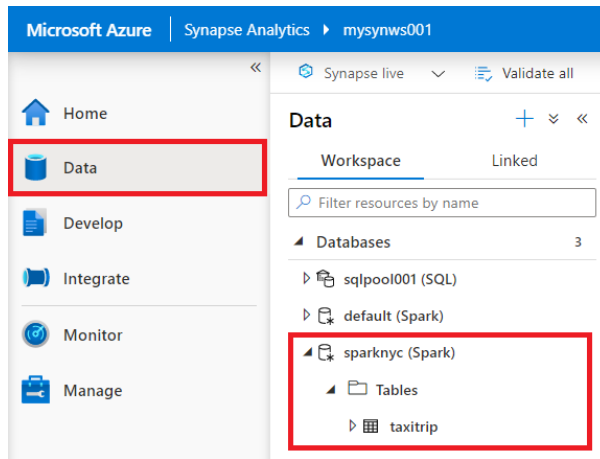 Microsoft Azure Synapse Analytics mysynws001
Home
Data
Develop
Integrate
Monitor
Manage
Synapse live Validate all
Data
Workspace Linked
Filter resources by name
Databases 3
sqlpool001 (SQL)
default (Spark)
sparknyc (Spark)
Tables
taxitrip